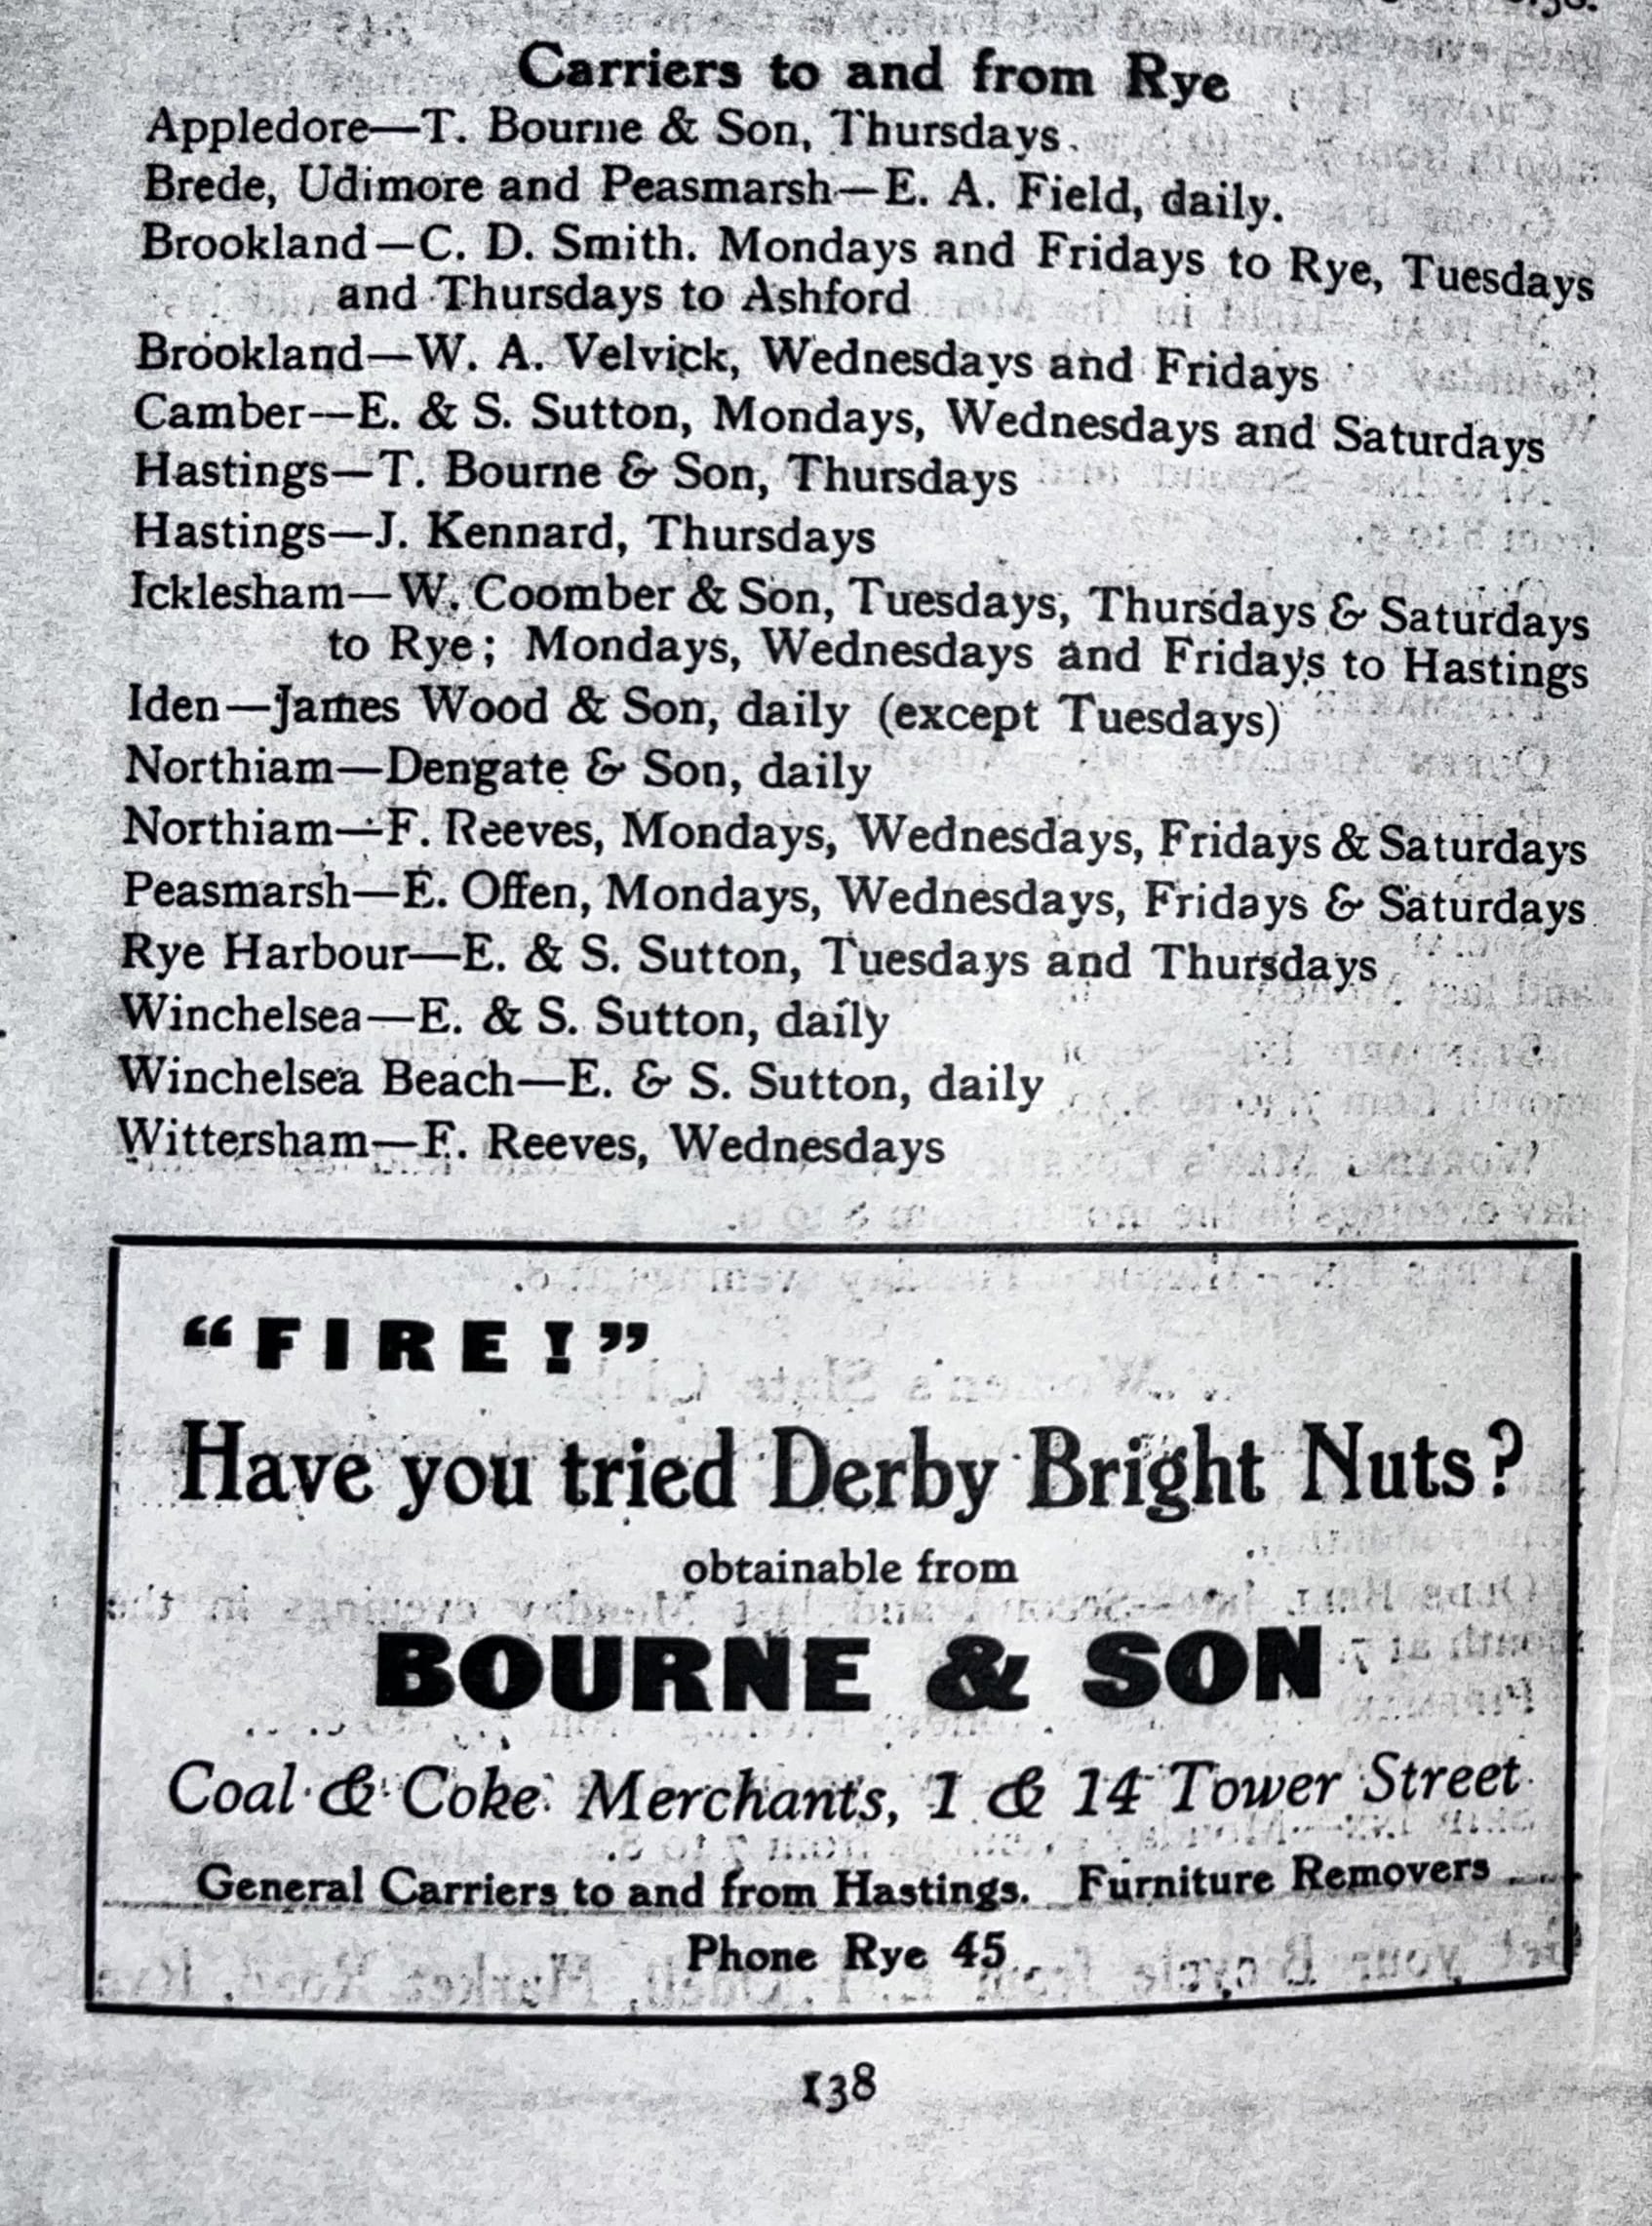 Carriers to and from Rye
Appledore—T. Bourne & Son, Thursdays.
Brede, Udimore and Peasmarsh—E. A. Field, daily.
Brookland—C. D. Smith. Mondays and Fridays to Rye, Tuesdays
and Thursdays to Ashford
Brookland—W. A. Velvick, Wednesdays and Fridays
Camber—E. & S. Sutton, Mondays, Wednesdays and Saturdays
Hastings—T. Bourne & Son, Thursdays
Hastings—J. Kennard, Thursdays
Icklesham—W. Coomber & Son, Tuesdays, Thursdays & Saturdays
to Rye; Mondays, Wednesdays and Fridays to Hastings
Iden—James Wood & Son, daily (except Tuesdays)
Northiam—Dengate & Son, daily
Northiam—F. Reeves, Mondays, Wednesdays, Fridays & Saturdays
Peasmarsh—E. Offen, Mondays, Wednesdays, Fridays & Saturdays
Rye Harbour—E. & S. Sutton, Tuesdays and Thursdays
Winchelsea—E. & S. Sutton, daily
Winchelsea Beach—E. & S. Sutton, daily
Wittersham—F. Reeves, Wednesdays
“FIRE!”
Have you tried Derby Bright Nuts?
obtainable from
BOURNE & SON
Coal & Coke Merchants, 1 & 14 Tower Street
General Carriers to and from Hastings. Furniture Removers
Phone Rye 45
138